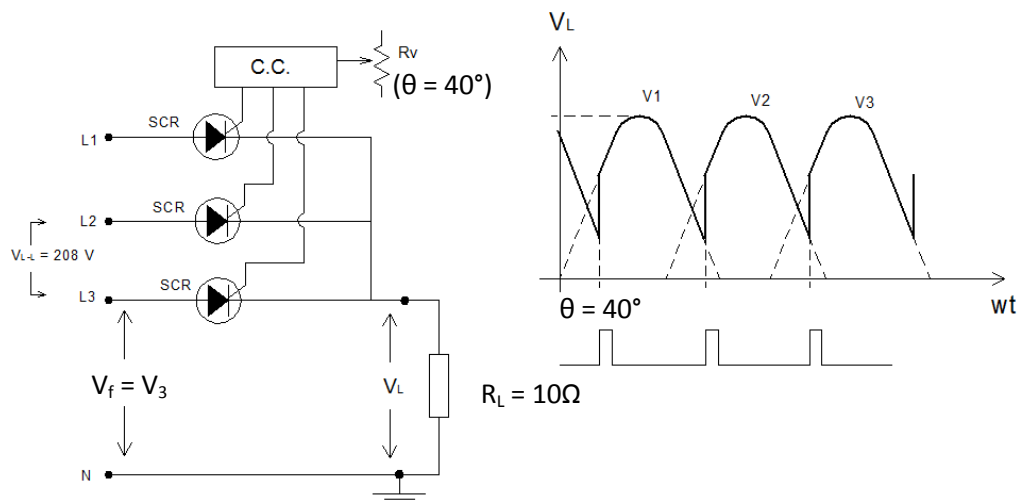 C.C.
Rv
(θ = 40°)
SCR
L1
SCR
L2
VL-L = 208 V
SCR
L3
Vf = V3
VL
RL = 10Ω
N
VL
V1
V2
V3
θ = 40°
wt